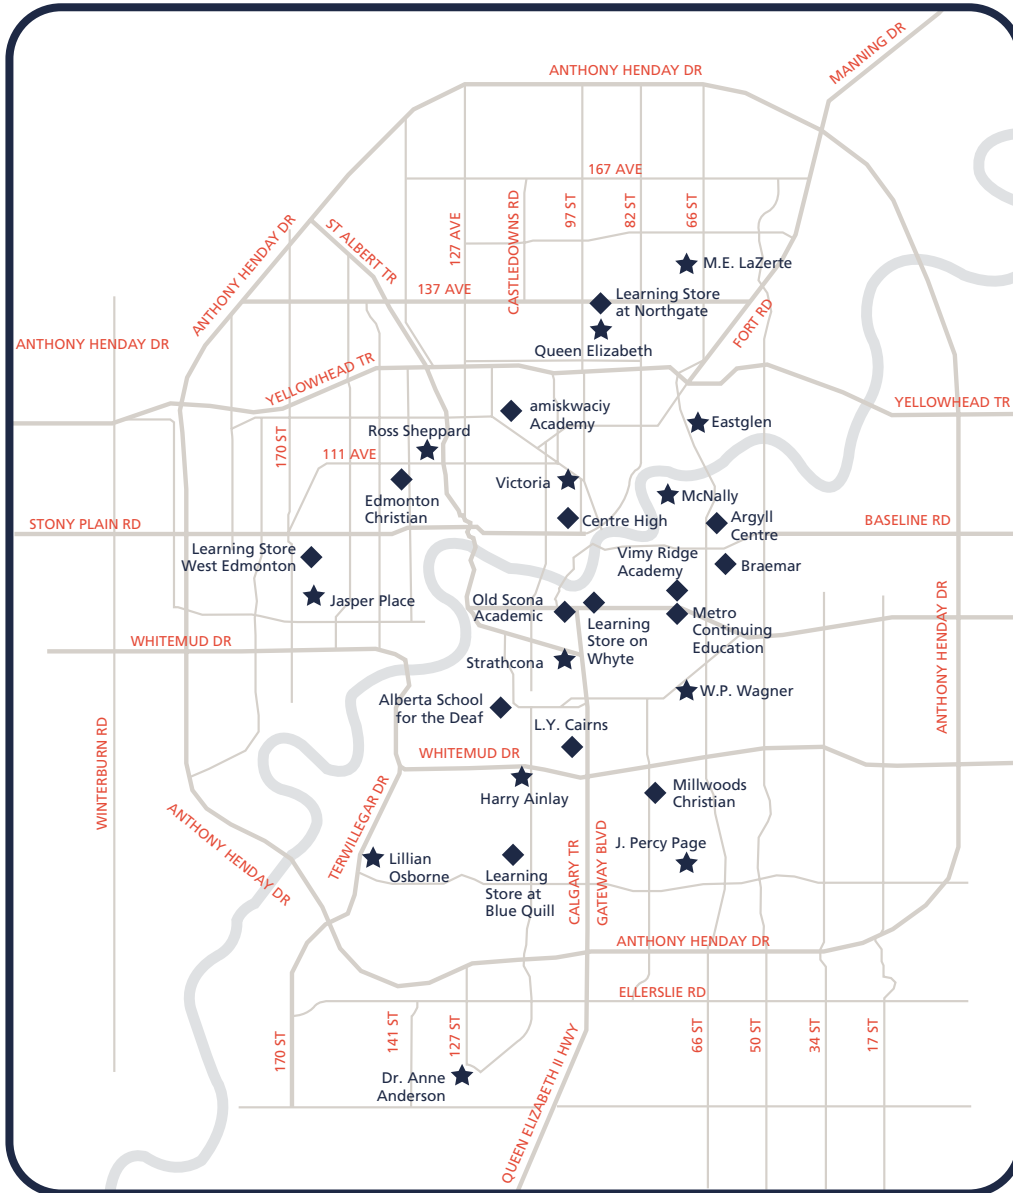 MANNING DR
ANTHONY HENDAY DR
167 AVE
CASTLEDOWNS RD
97 ST
82 ST
66 ST
127 AVE
ANTHONY HENDAY DR
ST ALBERT TR
M.E. LaZerte
137 AVE
Learning Store
at Northgate
FORT RD
ANTHONY HENDAY DR
Queen Elizabeth
YELLOWHEAD TR
YELLOWHEAD TR
amiskwaciy
Academy
Eastglen
Ross Sheppard
170 ST
111 AVE
Victoria
McNally
Edmonton
Christian
Centre High
Argyll
Centre
STONY PLAIN RD
BASELINE RD
Learning Store
West Edmonton
Vimy Ridge
Academy
Braemar
Jasper Place
Old Scona
Academic
Learning
Store on
Whyte
Metro
Continuing
Education
ANTHONY HENDAY DR
WHITEMUD DR
Strathcona
W.P. Wagner
Alberta School
for the Deaf
L.Y. Cairns
WINTERBURN RD
WHITEMUD DR
Harry Ainlay
Millwoods
Christian
TERWILLEGAR DR
ANTHONY HENDAY DR
J. Percy Page
Lillian
Osborne
Learning
Store at
Blue Quill
CALGARY TR
GATEWAY BLVD
ANTHONY HENDAY DR
ELLERSLIE RD
170 ST
141 ST
127 ST
66 ST
50 ST
34 ST
17 ST
Dr. Anne
Anderson
QUEEN ELIZABETH II HWY